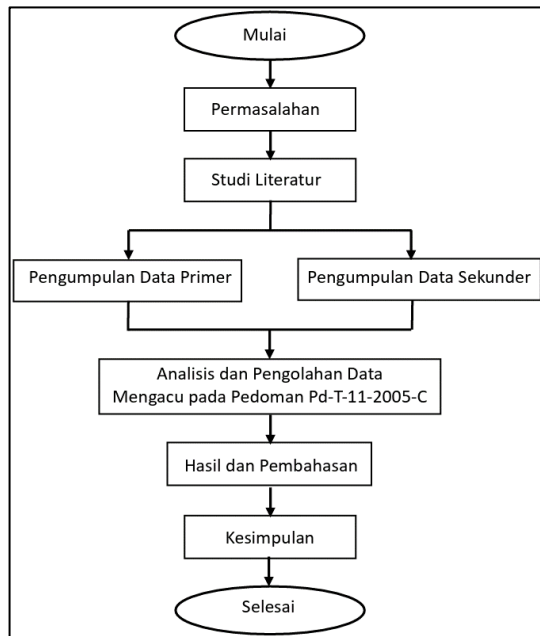 Mulai
Permasalahan
Studi Literatur
Pengumpulan Data Primer
Pengumpulan Data Sekunder
Analisis dan Pengolahan Data
Mengacu pada Pedoman Pd-T-11-2005-C
Hasil dan Pembahasan
Kesimpulan
Selesai